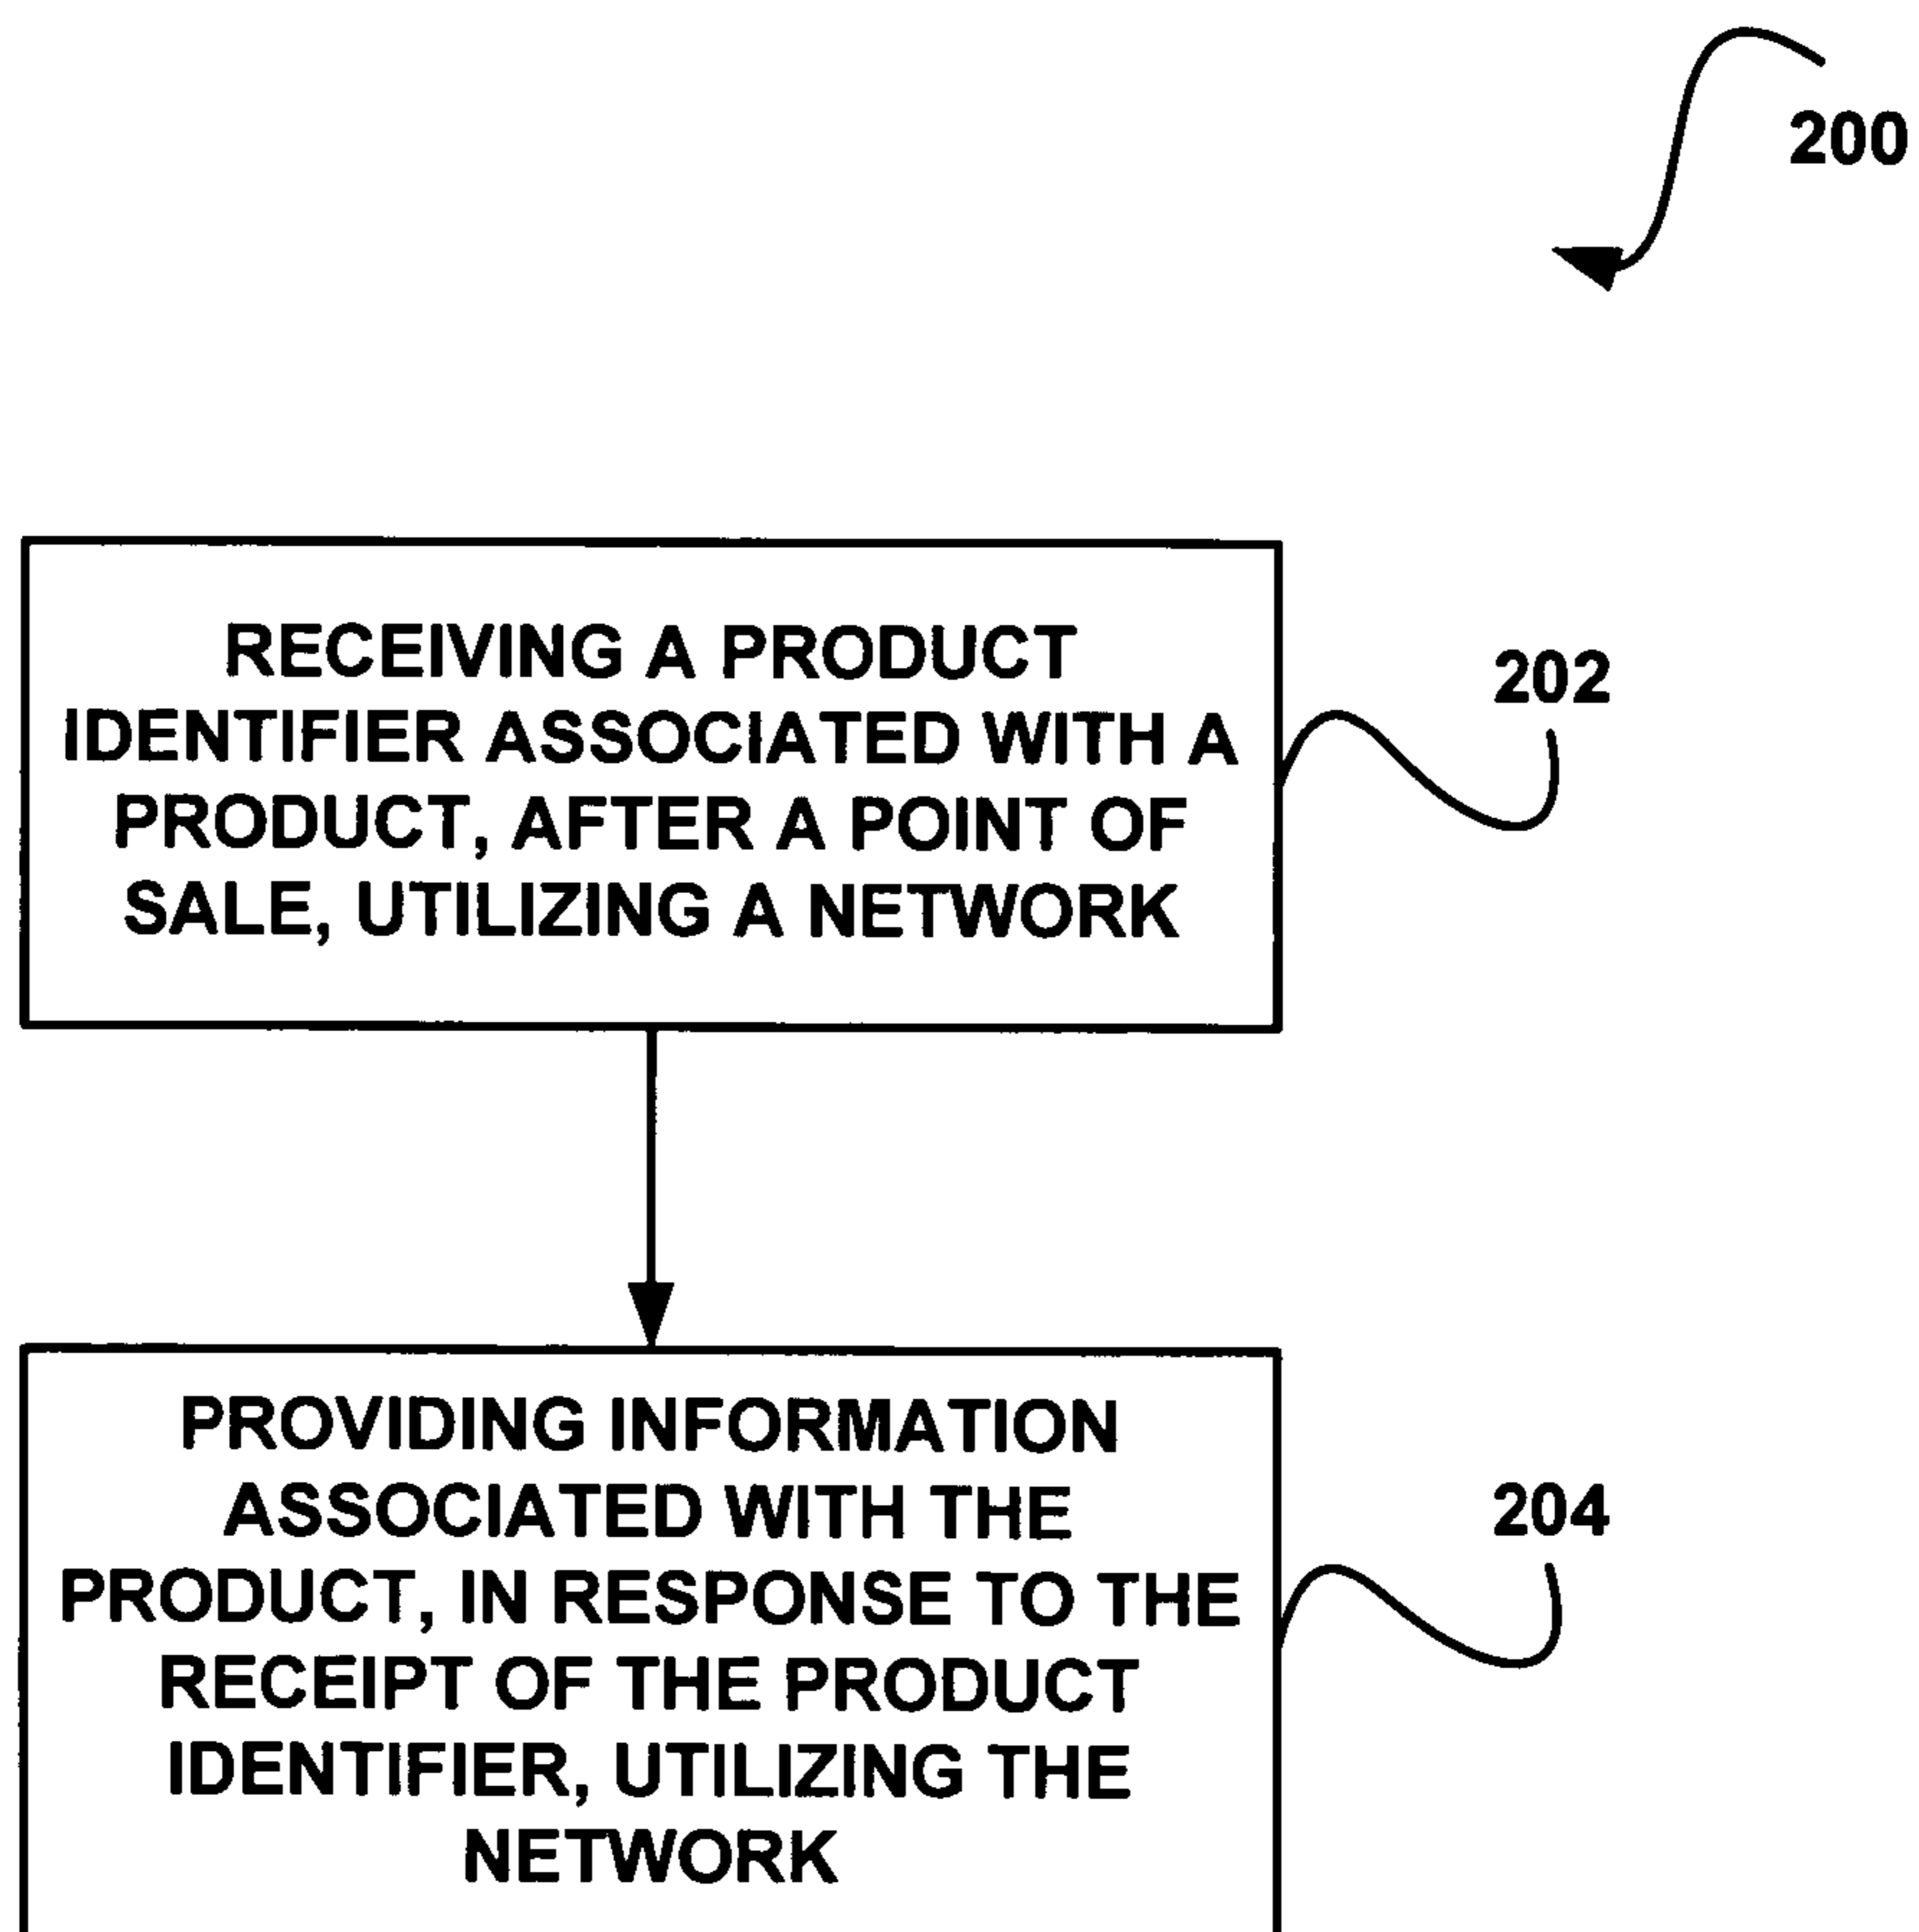 200
RECEIVING A PRODUCT
IDENTIFIER ASSOCIATED WITH A
PRODUCT, AFTER A POINT OF
SALE, UTILIZING A NETWORK
202
PROVIDING INFORMATION
ASSOCIATED WITH THE
PRODUCT, IN RESPONSE TO THE
RECEIPT OF THE PRODUCT
IDENTIFIER, UTILIZING THE
NETWORK
204